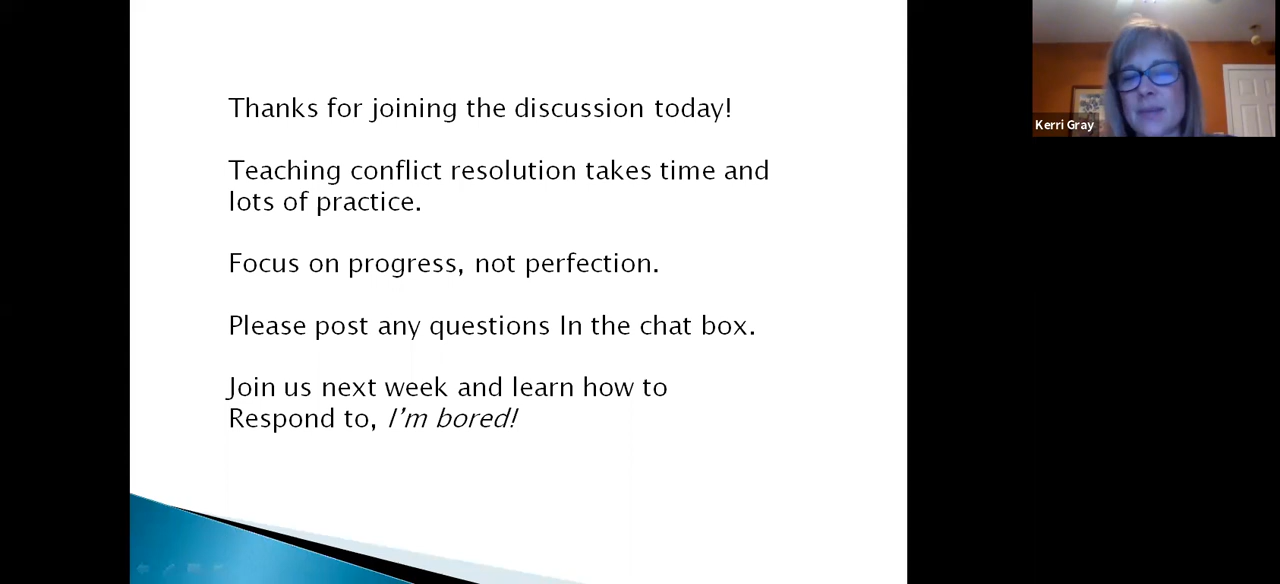 Thanks for joining the discussion today!
Teaching conflict resolution takes time and
lots of practice.
Focus on progress, not perfection.
Please post any questions In the chat box.
Join us next week and learn how to
Respond to, I'm bored!
Kerri Gray